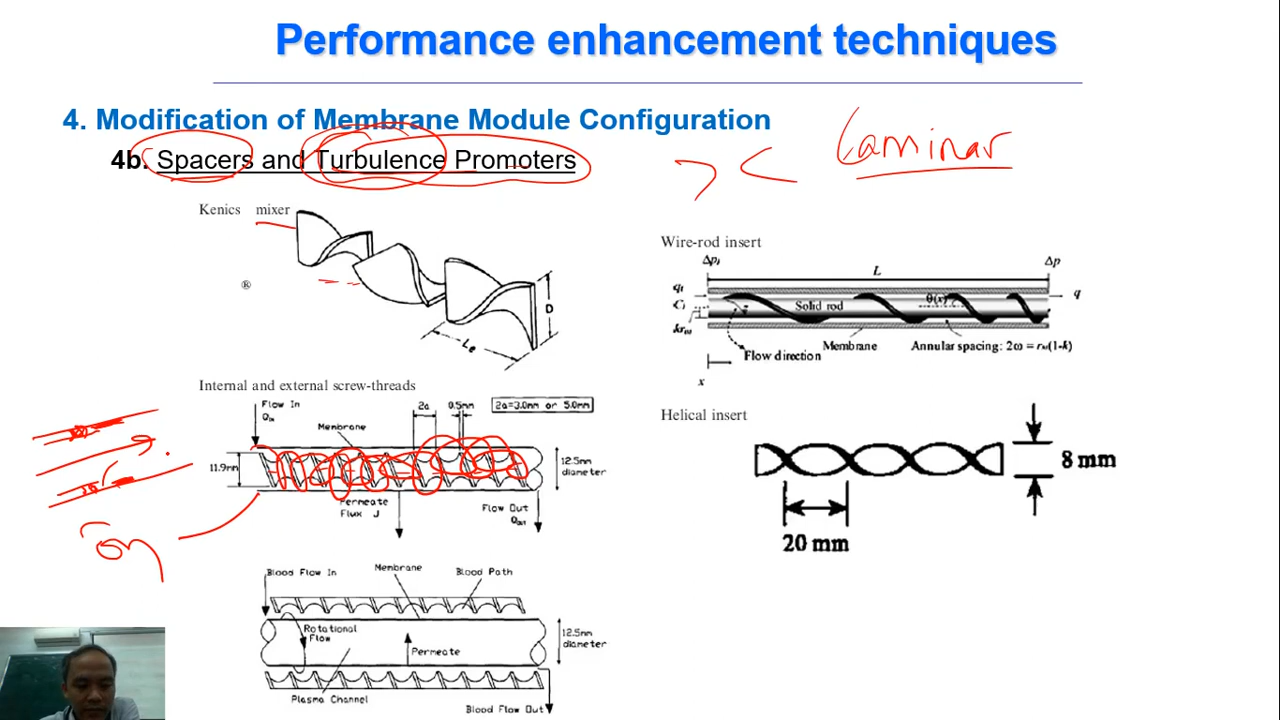 Performance enhancement techniques
4. Modification of Membrane Module Configuration
4b. Spacers and Turbulence Promoters
>< Laminar
Kenics mixer
®
D
Le
Internal and external screw-threads
Flow In
Qin
Membrane
2a
0.5mm
2a=3.0mm or 5.0mm
11.9mm
12.5mm
diameter
Permeate
Flux J
Flow Out
Qout
Blood Flow In
Membrane
Blood Path
Rotational
Flow
12.5mm
diameter
Permeate
Plasma Channel
Blood Flow Out
Wire-rod insert
L
Δp
q
θ(x)
Solid rod
Flow direction
Membrane
Annular spacing: 2ω = rₘ(1-k)
x
Helical insert
8 mm
20 mm